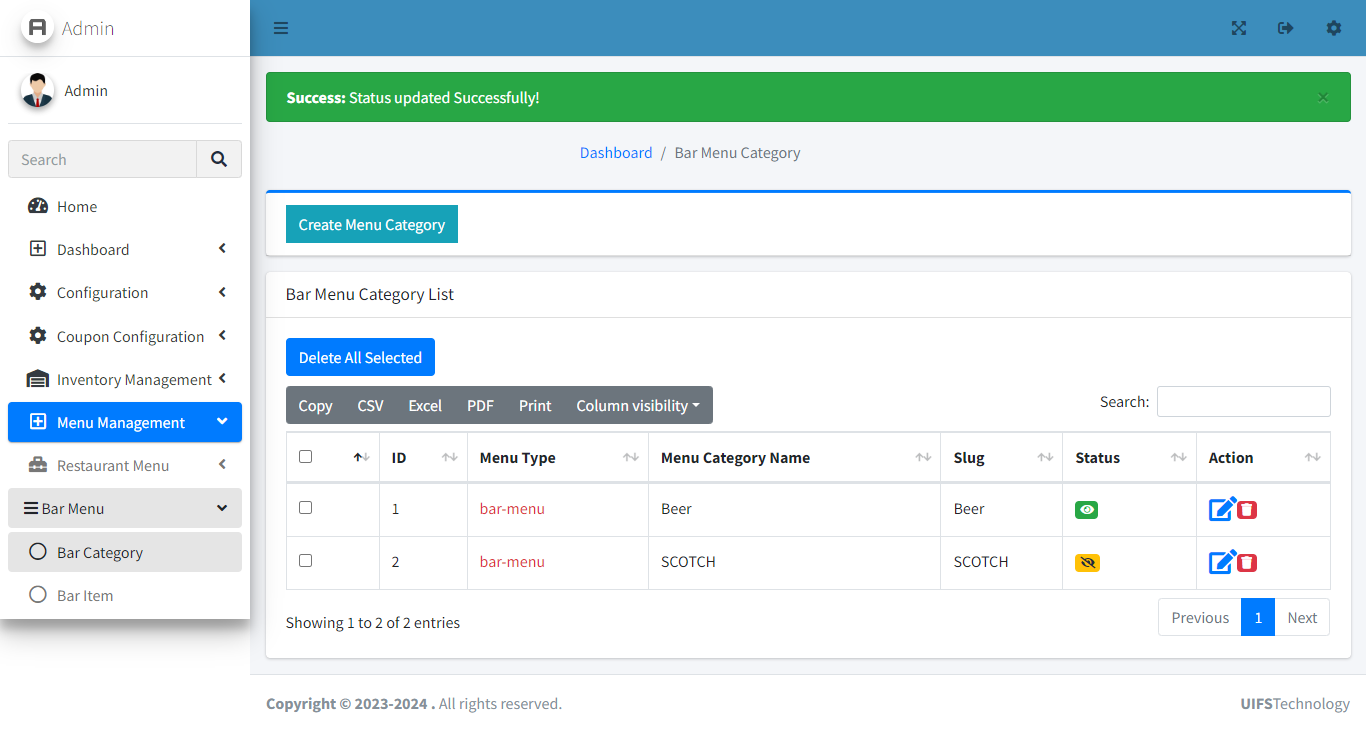 A Admin
Admin
Search
Home
Dashboard
Configuration
Coupon Configuration
Inventory Management
Menu Management
Restaurant Menu
Bar Menu
Bar Category
Bar Item
Success: Status updated Successfully! ×
Dashboard / Bar Menu Category
Create Menu Category
Bar Menu Category List
Delete All Selected
Copy CSV Excel PDF Print Column visibility
Search:
ID Menu Type Menu Category Name Slug Status Action
1 bar-menu Beer Beer
2 bar-menu SCOTCH SCOTCH
Showing 1 to 2 of 2 entries
Previous 1 Next
Copyright © 2023-2024 . All rights reserved.
UIFSTechnology